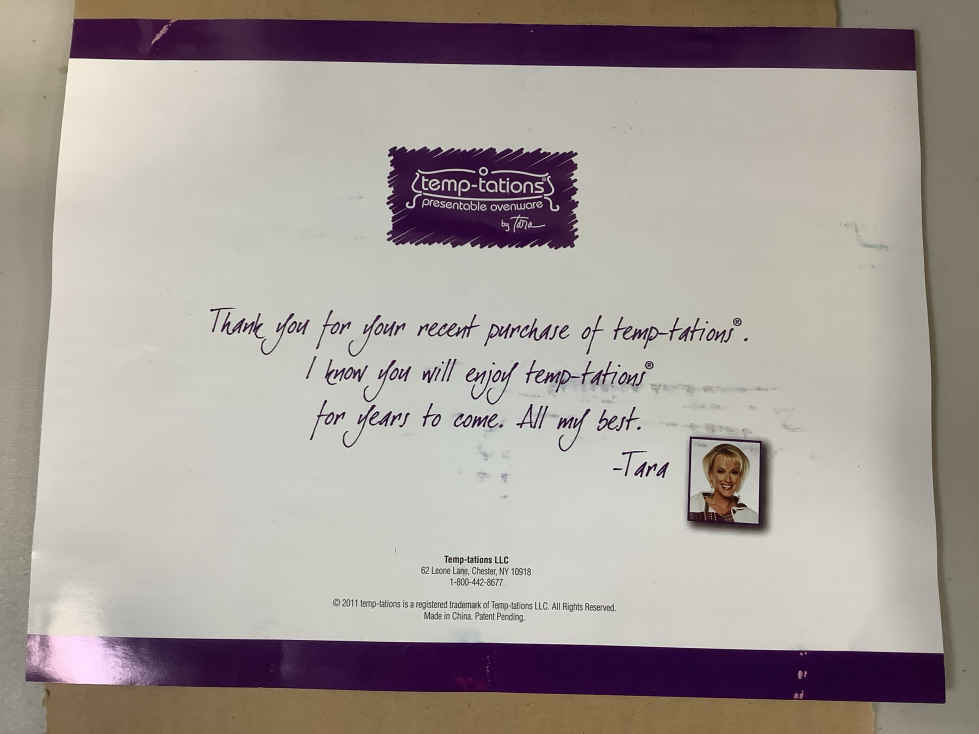 temp-tations®
presentable ovenware
by Tara
Thank you for your recent purchase of temp-tations®.
I know you will enjoy temp-tations®
for years to come. All my best.
-Tara
Temp-tations LLC
62 Leone Lane, Chester, NY 10918
1-800-442-8677
© 2011 temp-tations is a registered trademark of Temp-tations LLC. All Rights Reserved.
Made in China. Patent Pending.